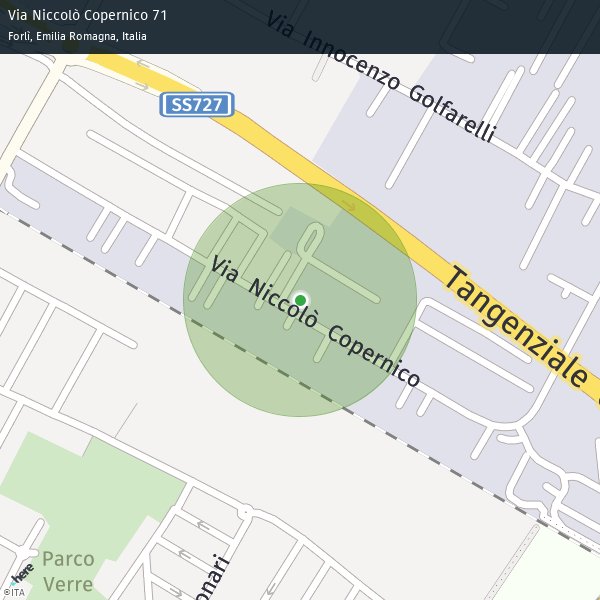 Via Niccolò Copernico 71
Forlì, Emilia Romagna, Italia
Via Innocenzo Golfarelli
SS727
Via Niccolò Copernico
Tangenziale
Parco
Verre
onari
here
©ITA